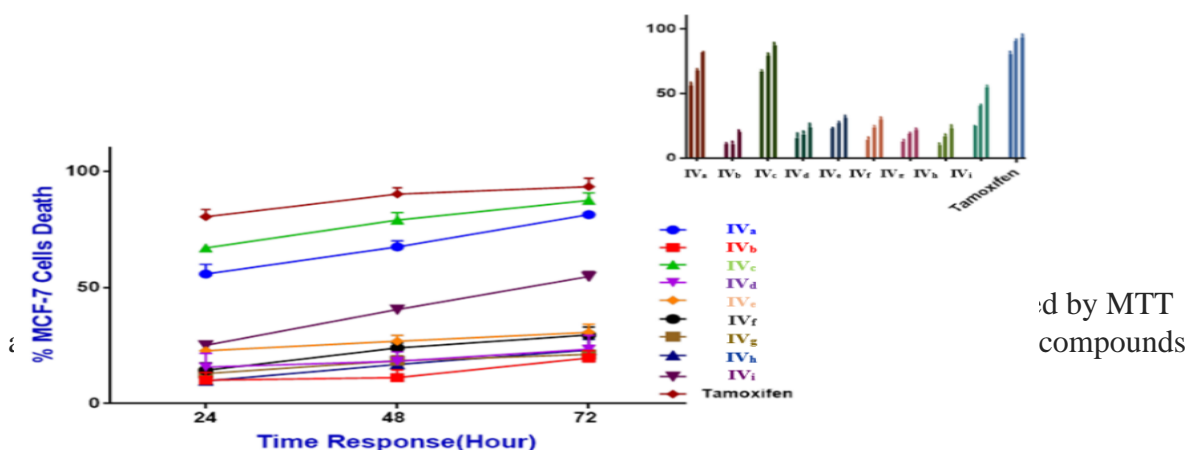 100
50
0
IVa IVb IVc IVd IVe IVf IVg IVh IVi Tamoxifen
% MCF-7 Cells Death
100
50
0
24 48 72
Time Response(Hour)
IVa
IVb
IVc
IVd
IVe
IVf
IVg
IVh
IVi
Tamoxifen
ed by MTT
compounds